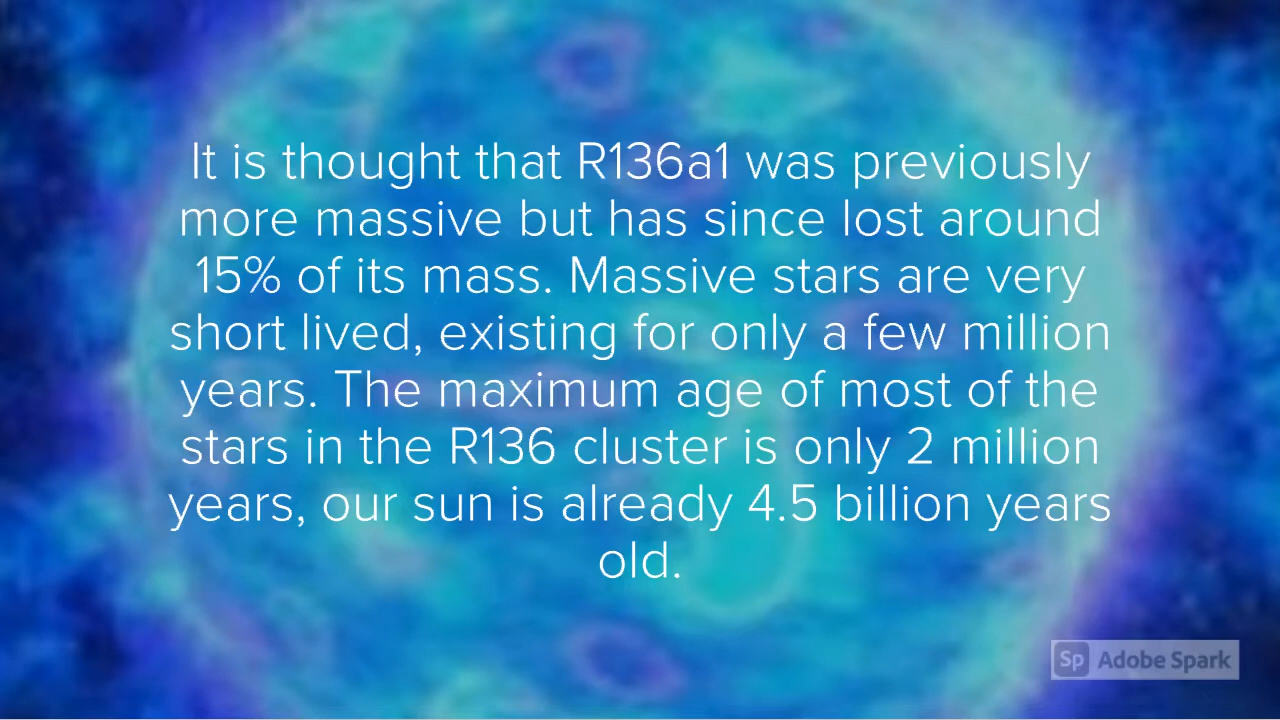 It is thought that R136a1 was previously
more massive but has since lost around
15% of its mass. Massive stars are very
short lived, existing for only a few million
years. The maximum age of most of the
stars in the R136 cluster is only 2 million
years, our sun is already 4.5 billion years
old.
Sp Adobe Spark